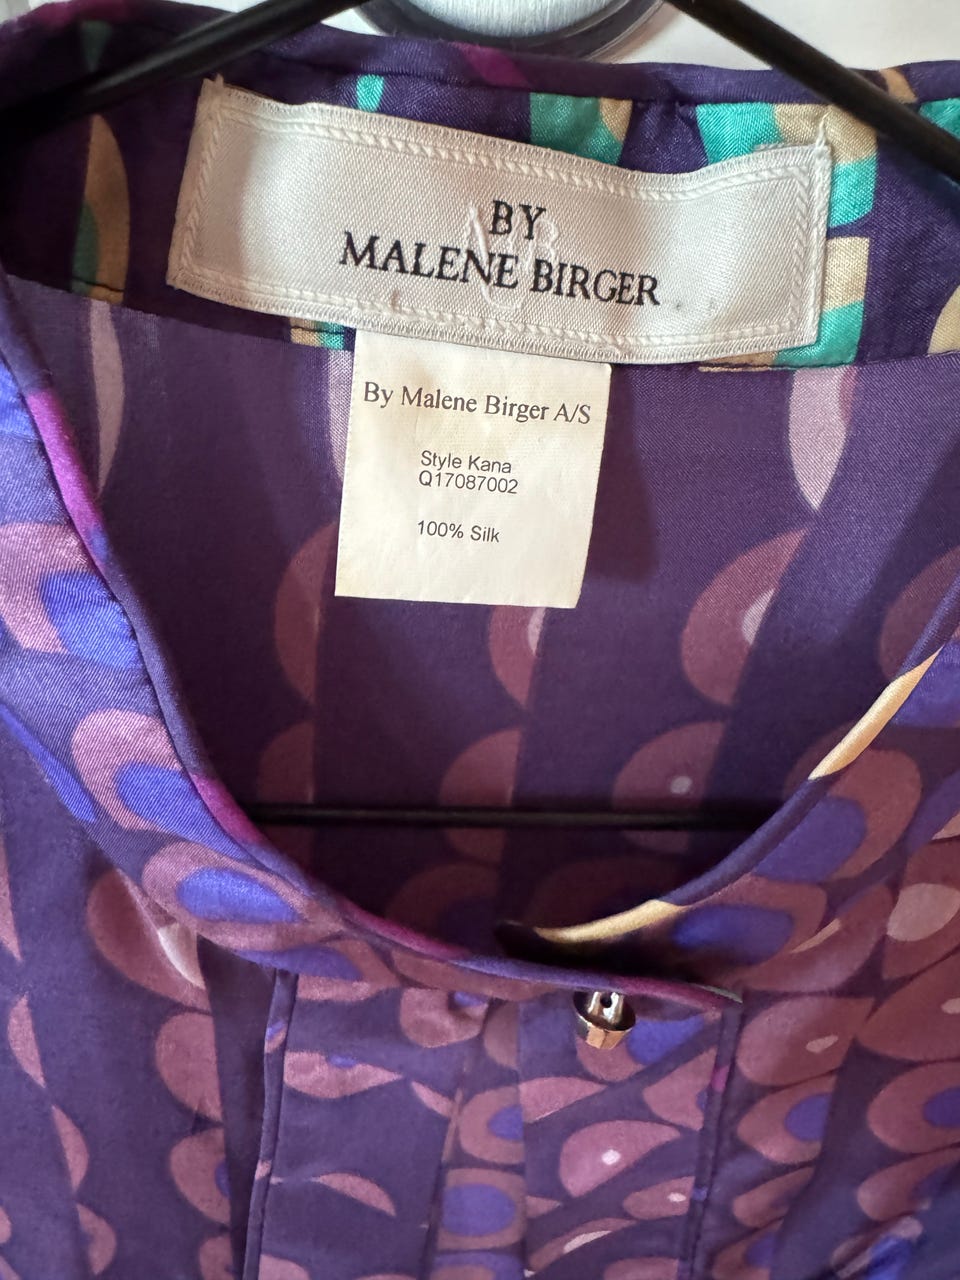 BY
MALENE BIRGER
By Malene Birger A/S
Style Kana
Q17087002
100% Silk